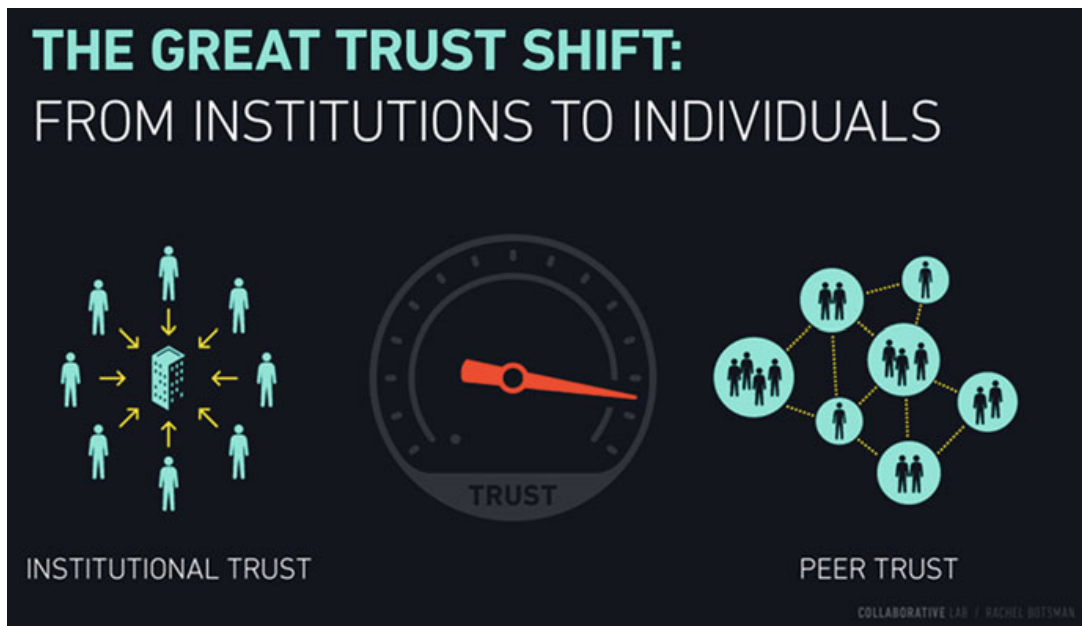 THE GREAT TRUST SHIFT:
FROM INSTITUTIONS TO INDIVIDUALS
TRUST
INSTITUTIONAL TRUST
PEER TRUST
COLLABORATIVE LAB / RACHEL BOTSMAN